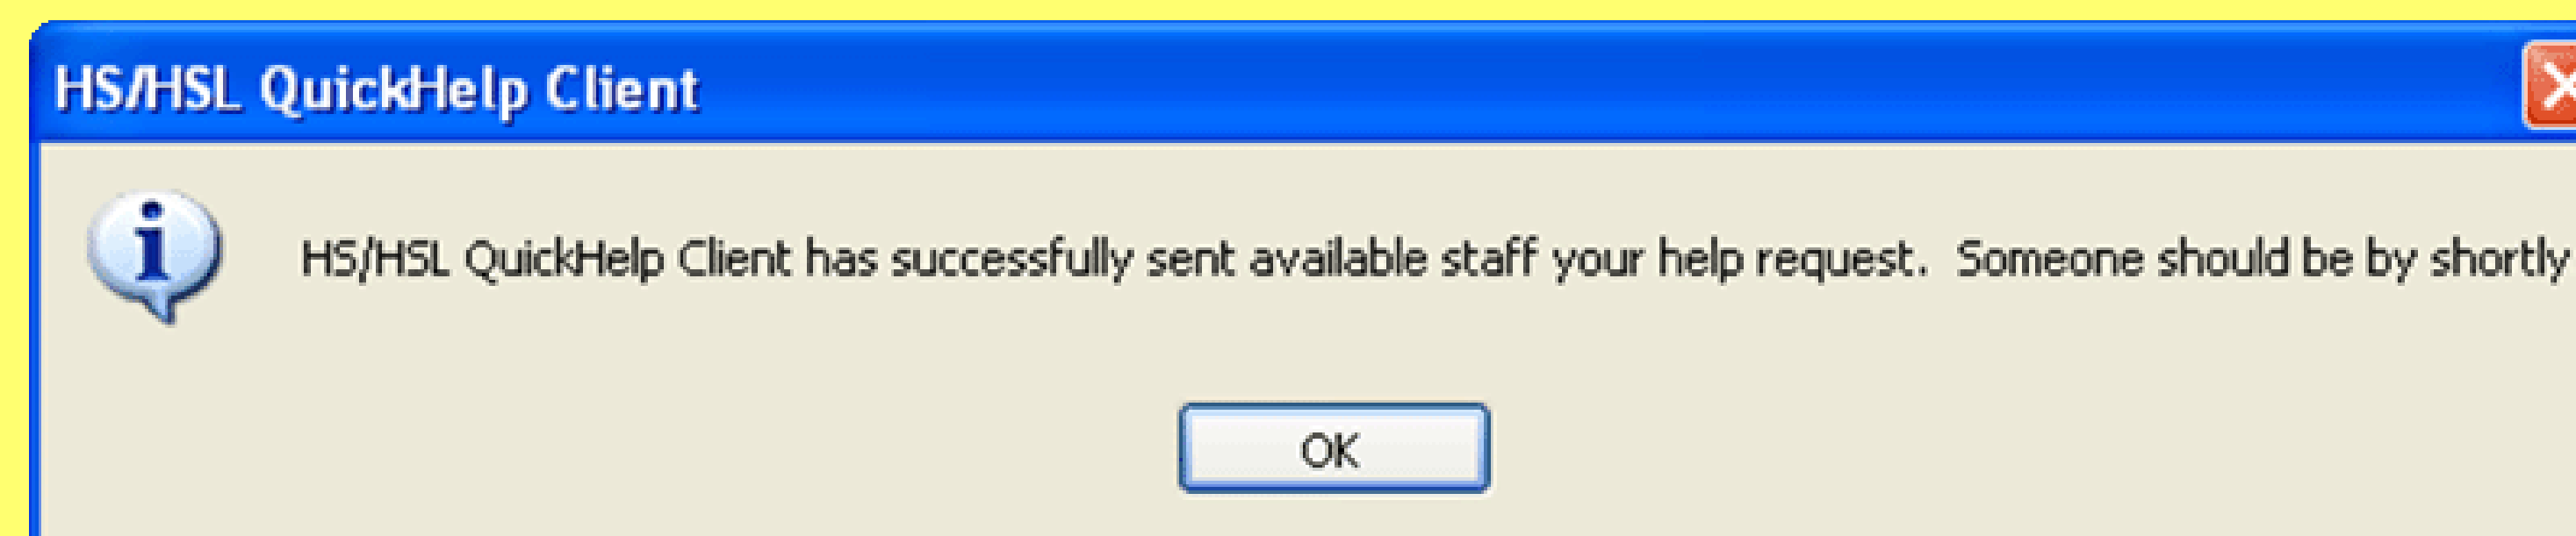 HS/HSL QuickHelp Client
HS/HSL QuickHelp Client has successfully sent available staff your help request.  Someone should be by shortly
OK